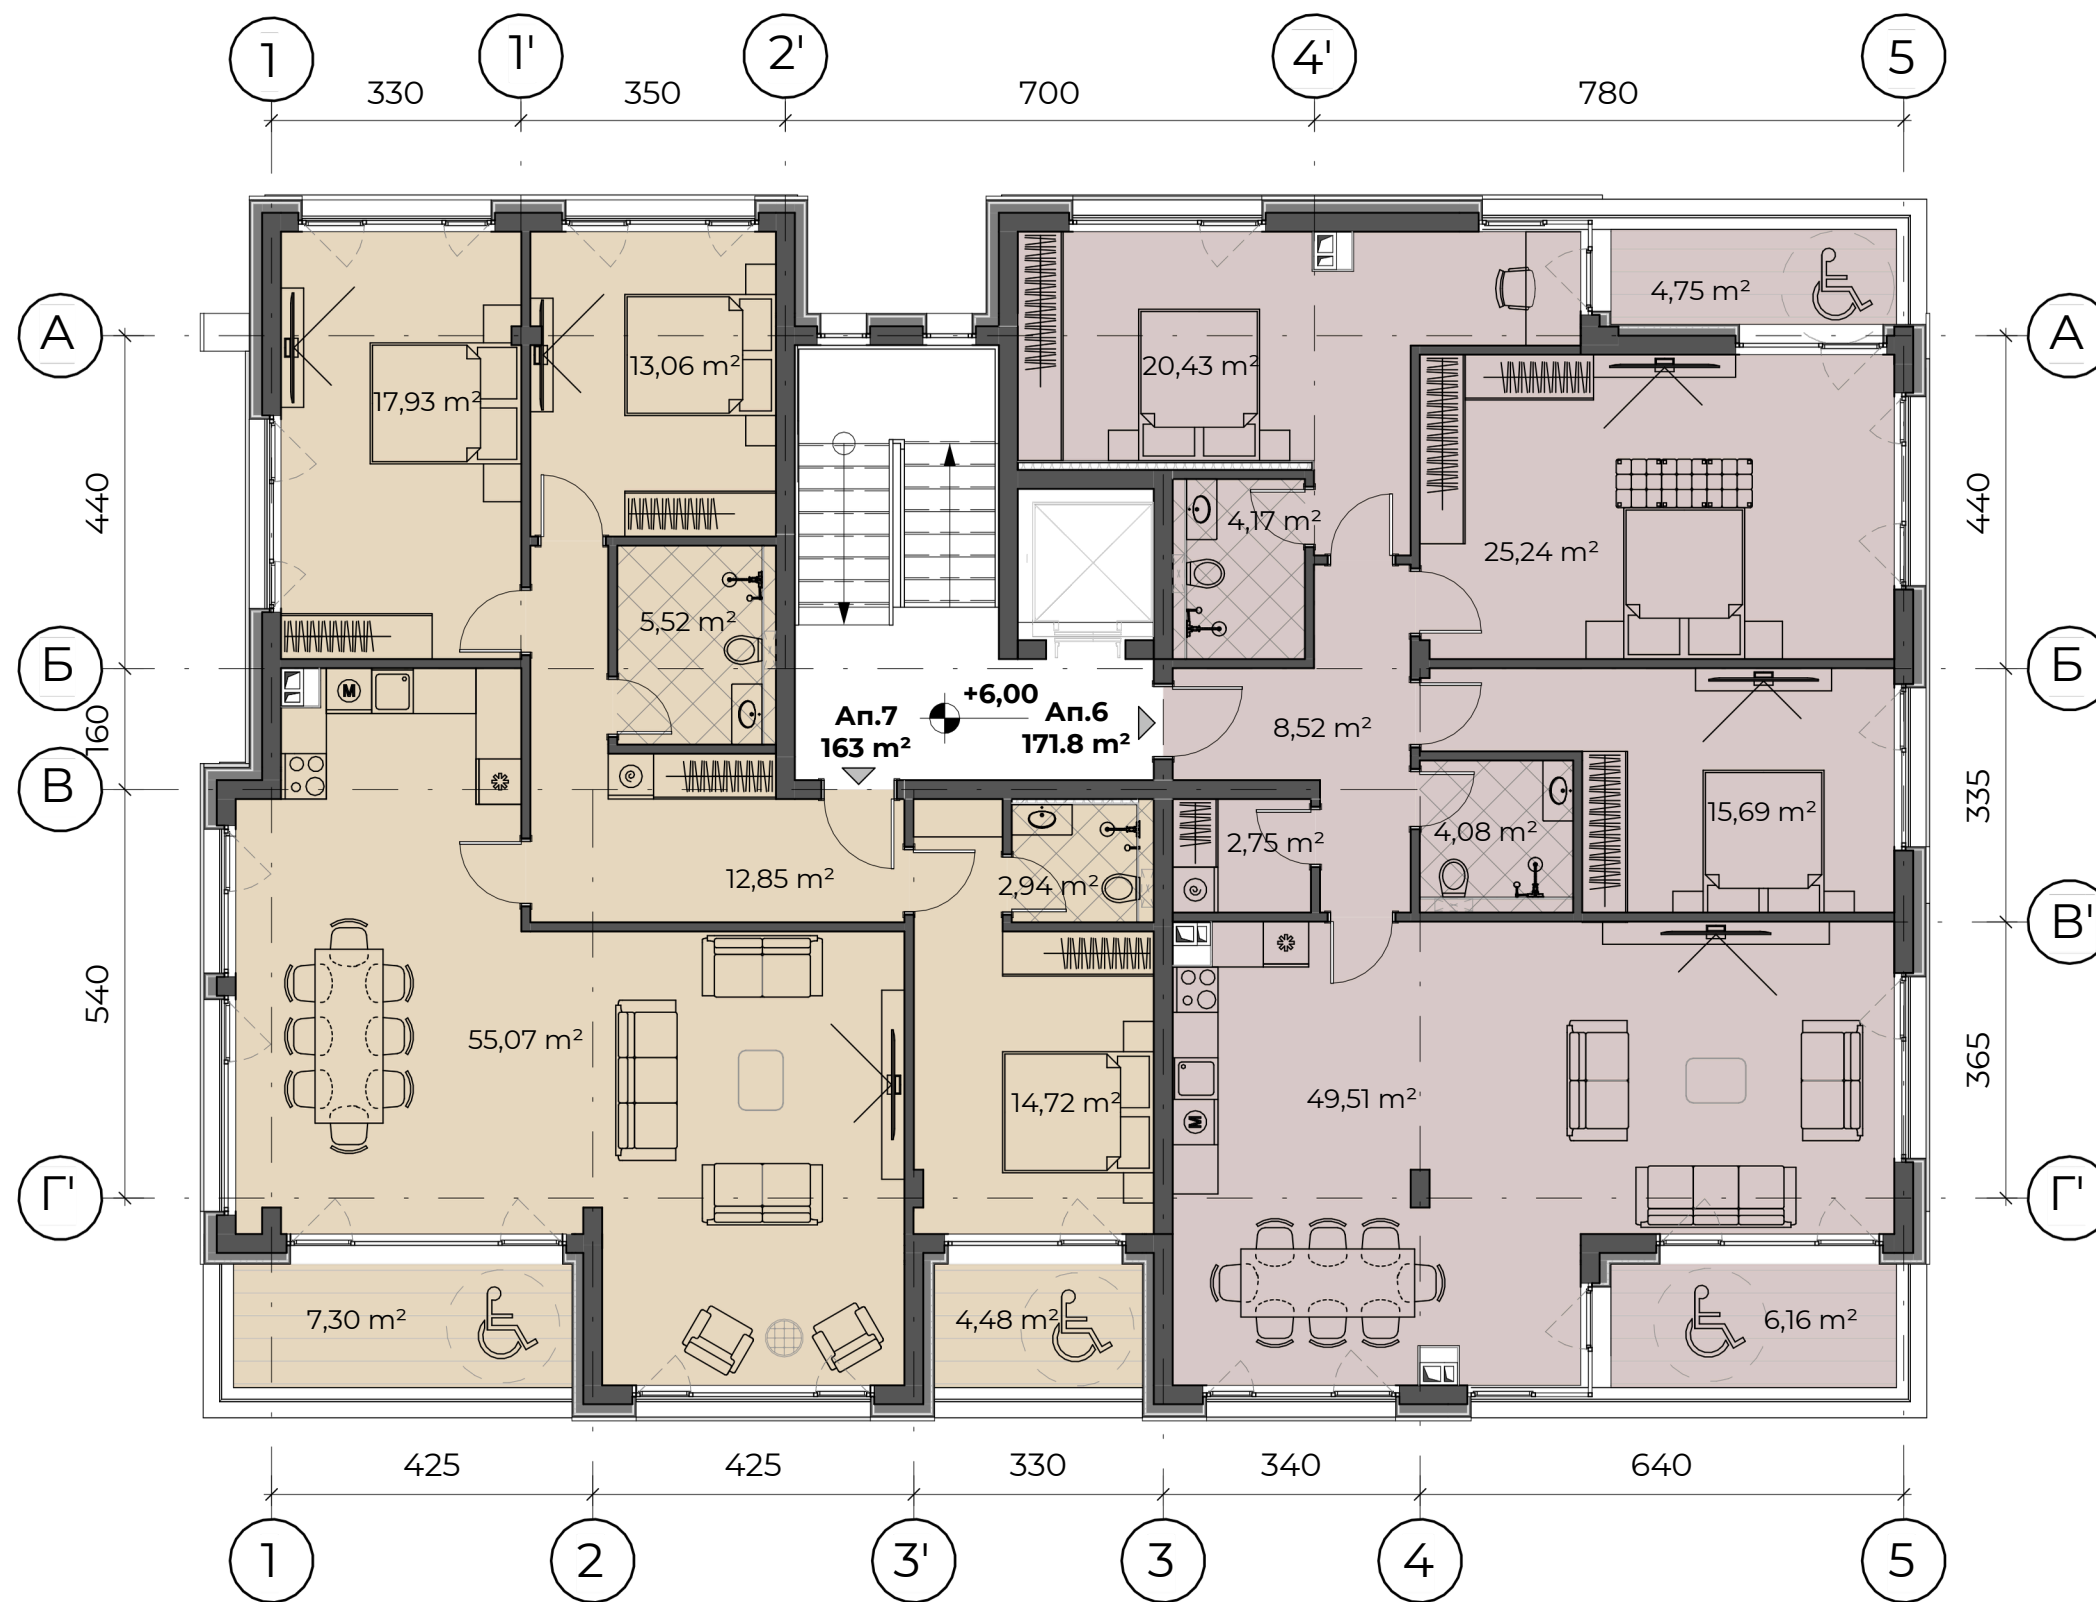 1
1'
2'
4'
5
330
350
700
780
А
А
4,75 m²
13,06 m²
20,43 m²
17,93 m²
440
440
4,17 m²
25,24 m²
5,52 m²
Б
Б
+6,00
Ап.7
163 m²
Ап.6
171.8 m²
8,52 m²
160
М
В
335
15,69 m²
2,75 m²
4,08 m²
12,85 m²
2,94 m²
В'
540
55,07 m²
365
14,72 m²
49,51 m²
М
Г'
Г'
7,30 m²
4,48 m²
6,16 m²
425
425
330
340
640
1
2
3'
3
4
5